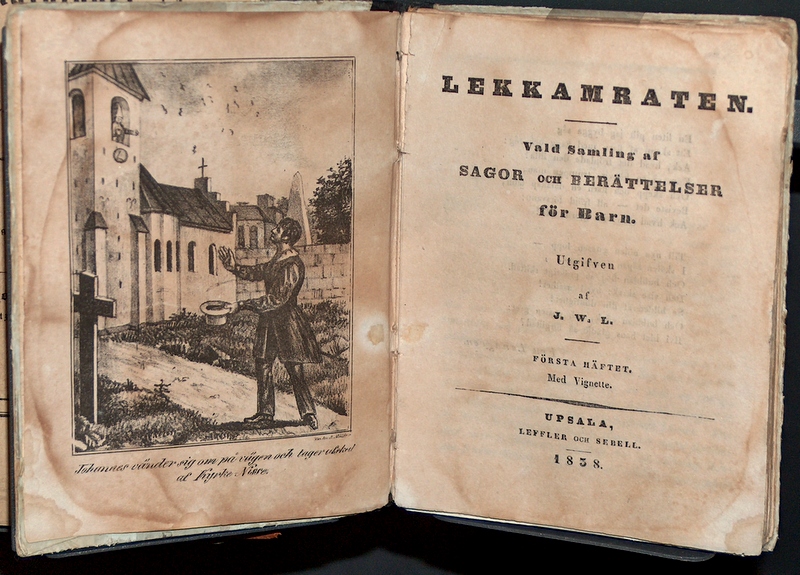 Johannes vänder sig om på vägen och tager afsked
af Kyrko Nisse.
LEKKAMRATEN.
Vald Samling af
SAGOR OCH BERÄTTELSER
för Barn.
Utgifven
af
J. W. L.
FÖRSTA HÄFTET.
Med Vignette.
UPSALA,
LEFFLER OCH SEBELL.
1838.